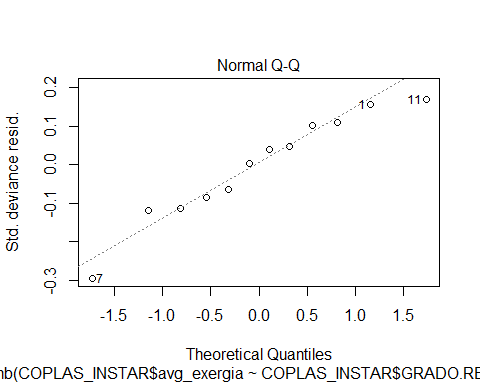 Normal Q-Q
Std. deviance resid.
0.2
0.1
0.0
-0.1
-0.3
1
11
7
-1.5 -1.0 -0.5 0.0 0.5 1.0 1.5
Theoretical Quantiles
nb(COPLAS_INSTAR$avg_exergia ~ COPLAS_INSTAR$GRADO.RE